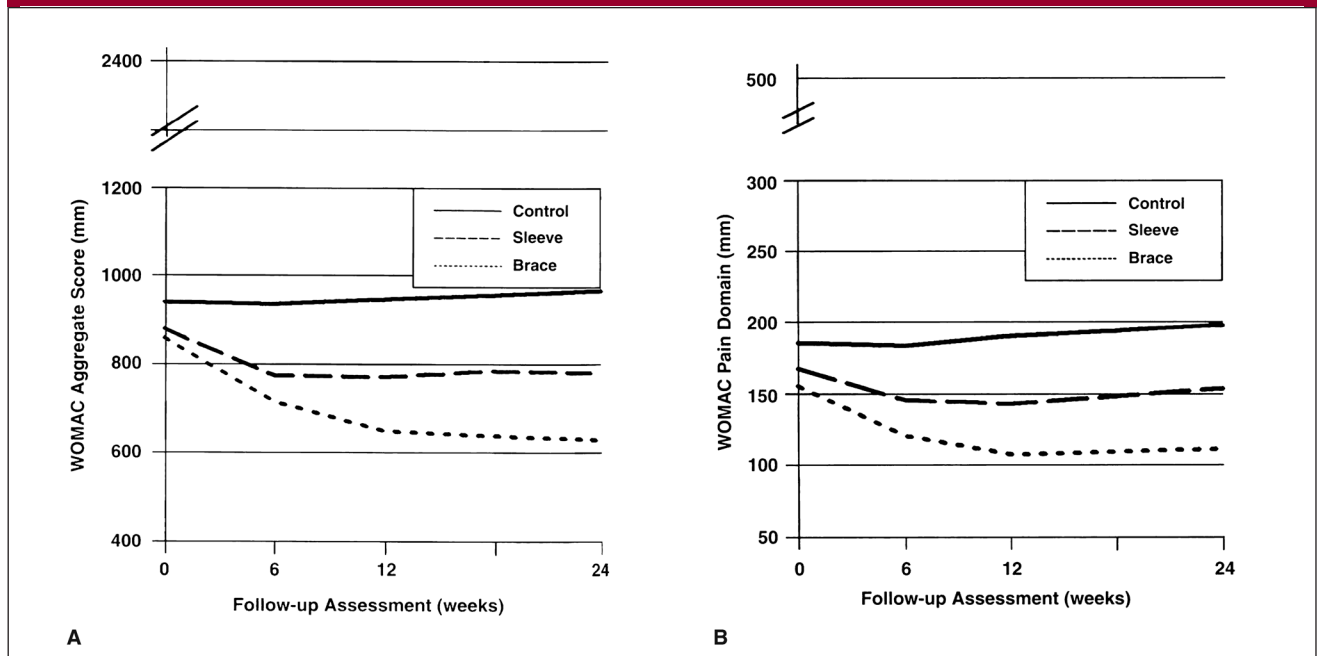 2400
1200
1000
800
600
400
WOMAC Aggregate Score (mm)
Control
Sleeve
Brace
0 6 12 24
Follow-up Assessment (weeks)
A
500
300
250
200
150
100
50
WOMAC Pain Domain (mm)
Control
Sleeve
Brace
0 6 12 24
Follow-up Assessment (weeks)
B